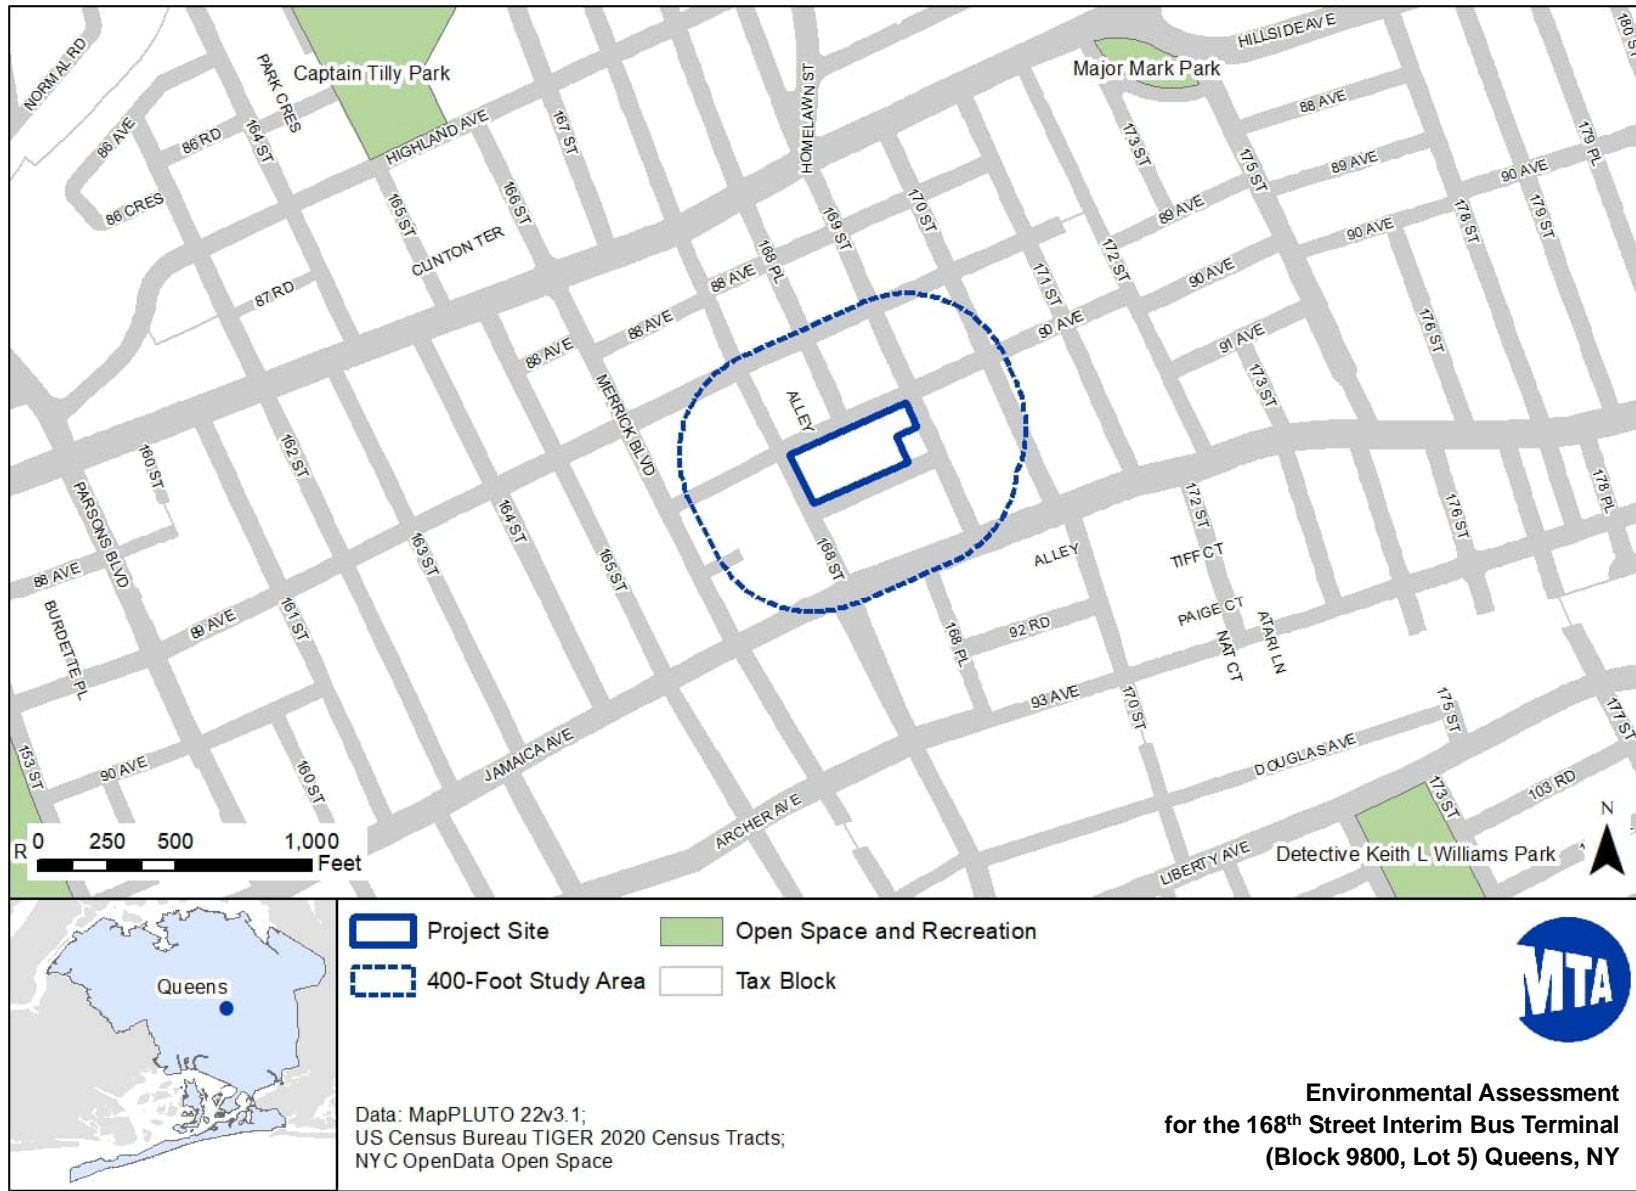 HILLSIDE AVE
180 S
NORMAL RD
PARK CRES
Captain Tilly Park
HOMELAWN ST
Major Mark Park
88 AVE
86 AVE
86 RD
164 ST
HIGHLAND AVE
167 ST
173 ST
175 ST
89 AVE
179 PL
90 AVE
86 CRES
165 ST
166 ST
CLINTON TER
169 ST
170 ST
89 AVE
90 AVE
178 ST
179 ST
87 RD
88 AVE
168 PL
171 ST
172 ST
90 AVE
88 AVE
88 AVE
90 AVE
91 AVE
176 ST
MERRICK BLVD
ALLEY
173 ST
160 ST
162 ST
PARSONS BLVD
164 ST
172 ST
176 ST
178 PL
88 AVE
163 ST
165 ST
168 ST
ALLEY
TIFF CT
BURDETTE PL
89 AVE
161 ST
168 PL
92 RD
PAIGE CT
NAT CT
ATARI LN
93 AVE
170 ST
175 ST
177 ST
153 ST
90 AVE
160 ST
JAMAICA AVE
DOUGLAS AVE
103 RD
173 ST
ARCHER AVE
LIBERTY AVE
Detective Keith L Williams Park
N
R
0 250 500 1,000
Feet
Queens
Project Site
Open Space and Recreation
400-Foot Study Area
Tax Block
MTA
Data: MapPLUTO 22v3.1;
US Census Bureau TIGER 2020 Census Tracts;
NYC OpenData Open Space
Environmental Assessment
for the 168th Street Interim Bus Terminal
(Block 9800, Lot 5) Queens, NY